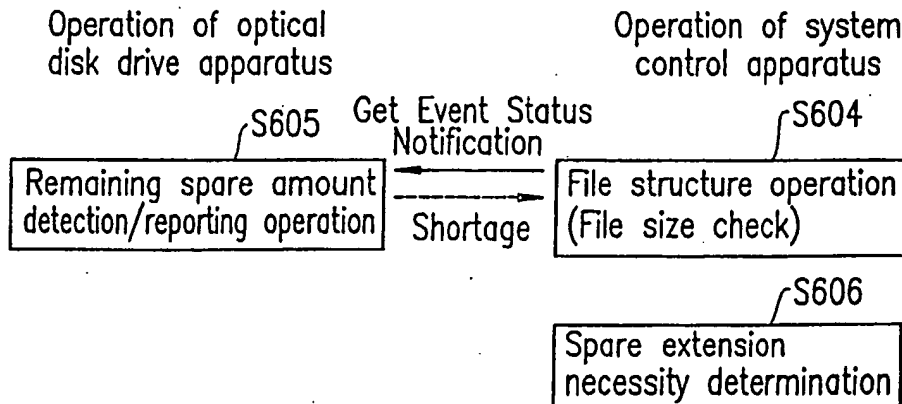 Operation of optical
disk drive apparatus
Operation of system
control apparatus
S605
Get Event Status
Notification
S604
Remaining spare amount
detection/reporting operation
Shortage
File structure operation
(File size check)
S606
Spare extension
necessity determination